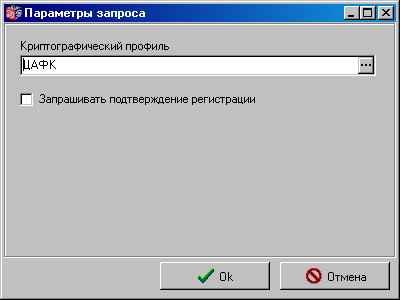 Параметры запроса
Криптографический профиль
ЦАФК
Запрашивать подтверждение регистрации
Ok
Отмена